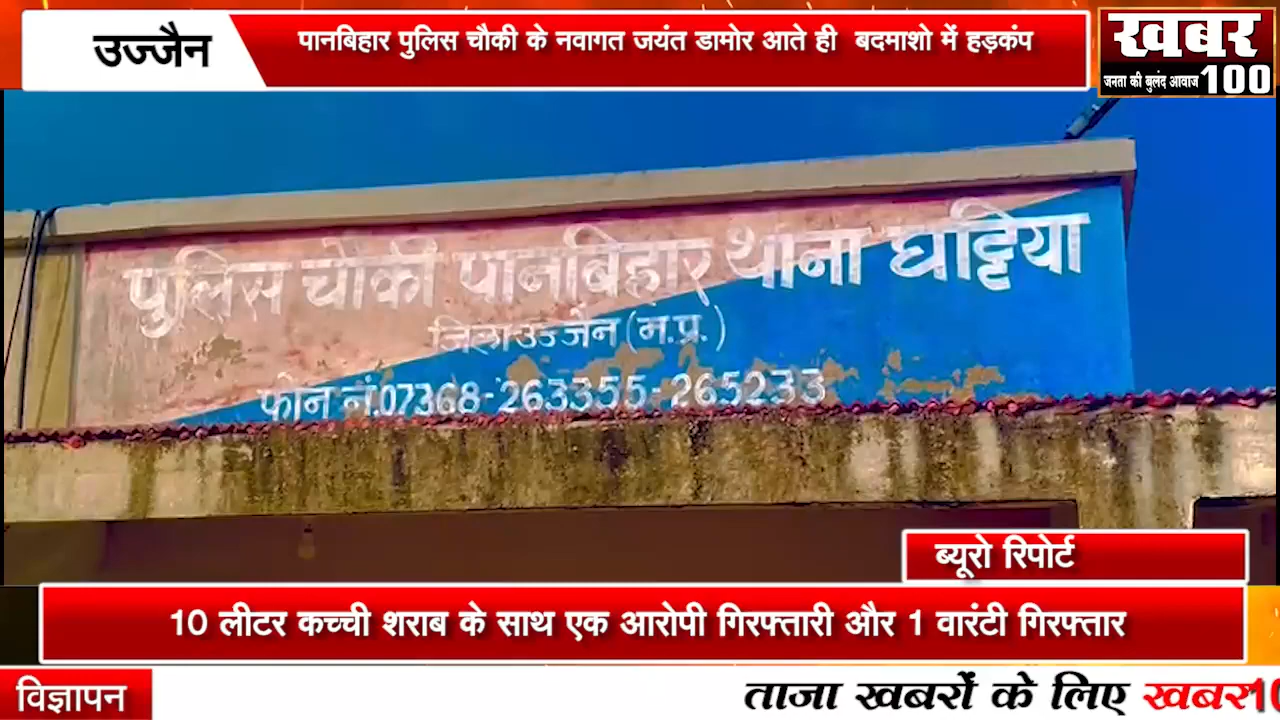 उज्जैन
पानबिहार पुलिस चौकी के नवागत जयंत डामोर आते ही बदमाशो में हड़कंप
खबर
जनता की बुलंद आवाज 100
पुलिस चौकी पानबिहार थाना घट्टिया
जिला उज्जैन (म.प्र.)
फोन नं.07368-263355-265233
ब्यूरो रिपोर्ट
10 लीटर कच्ची शराब के साथ एक आरोपी गिरफ्तारी और 1 वारंटी गिरफ्तार
विज्ञापन
ताजा खबरों के लिए खबर10